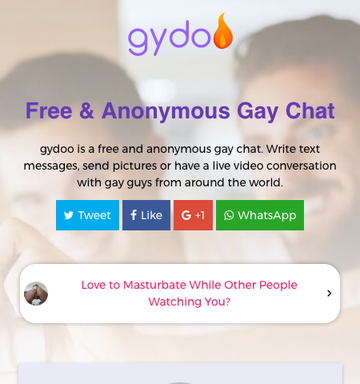 gydo
Free & Anonymous Gay Chat
gydoo is a free and anonymous gay chat. Write text
messages, send pictures or have a live video conversation
with gay guys from around the world.
Tweet
Like
+1
WhatsApp
Love to Masturbate While Other People
Watching You?